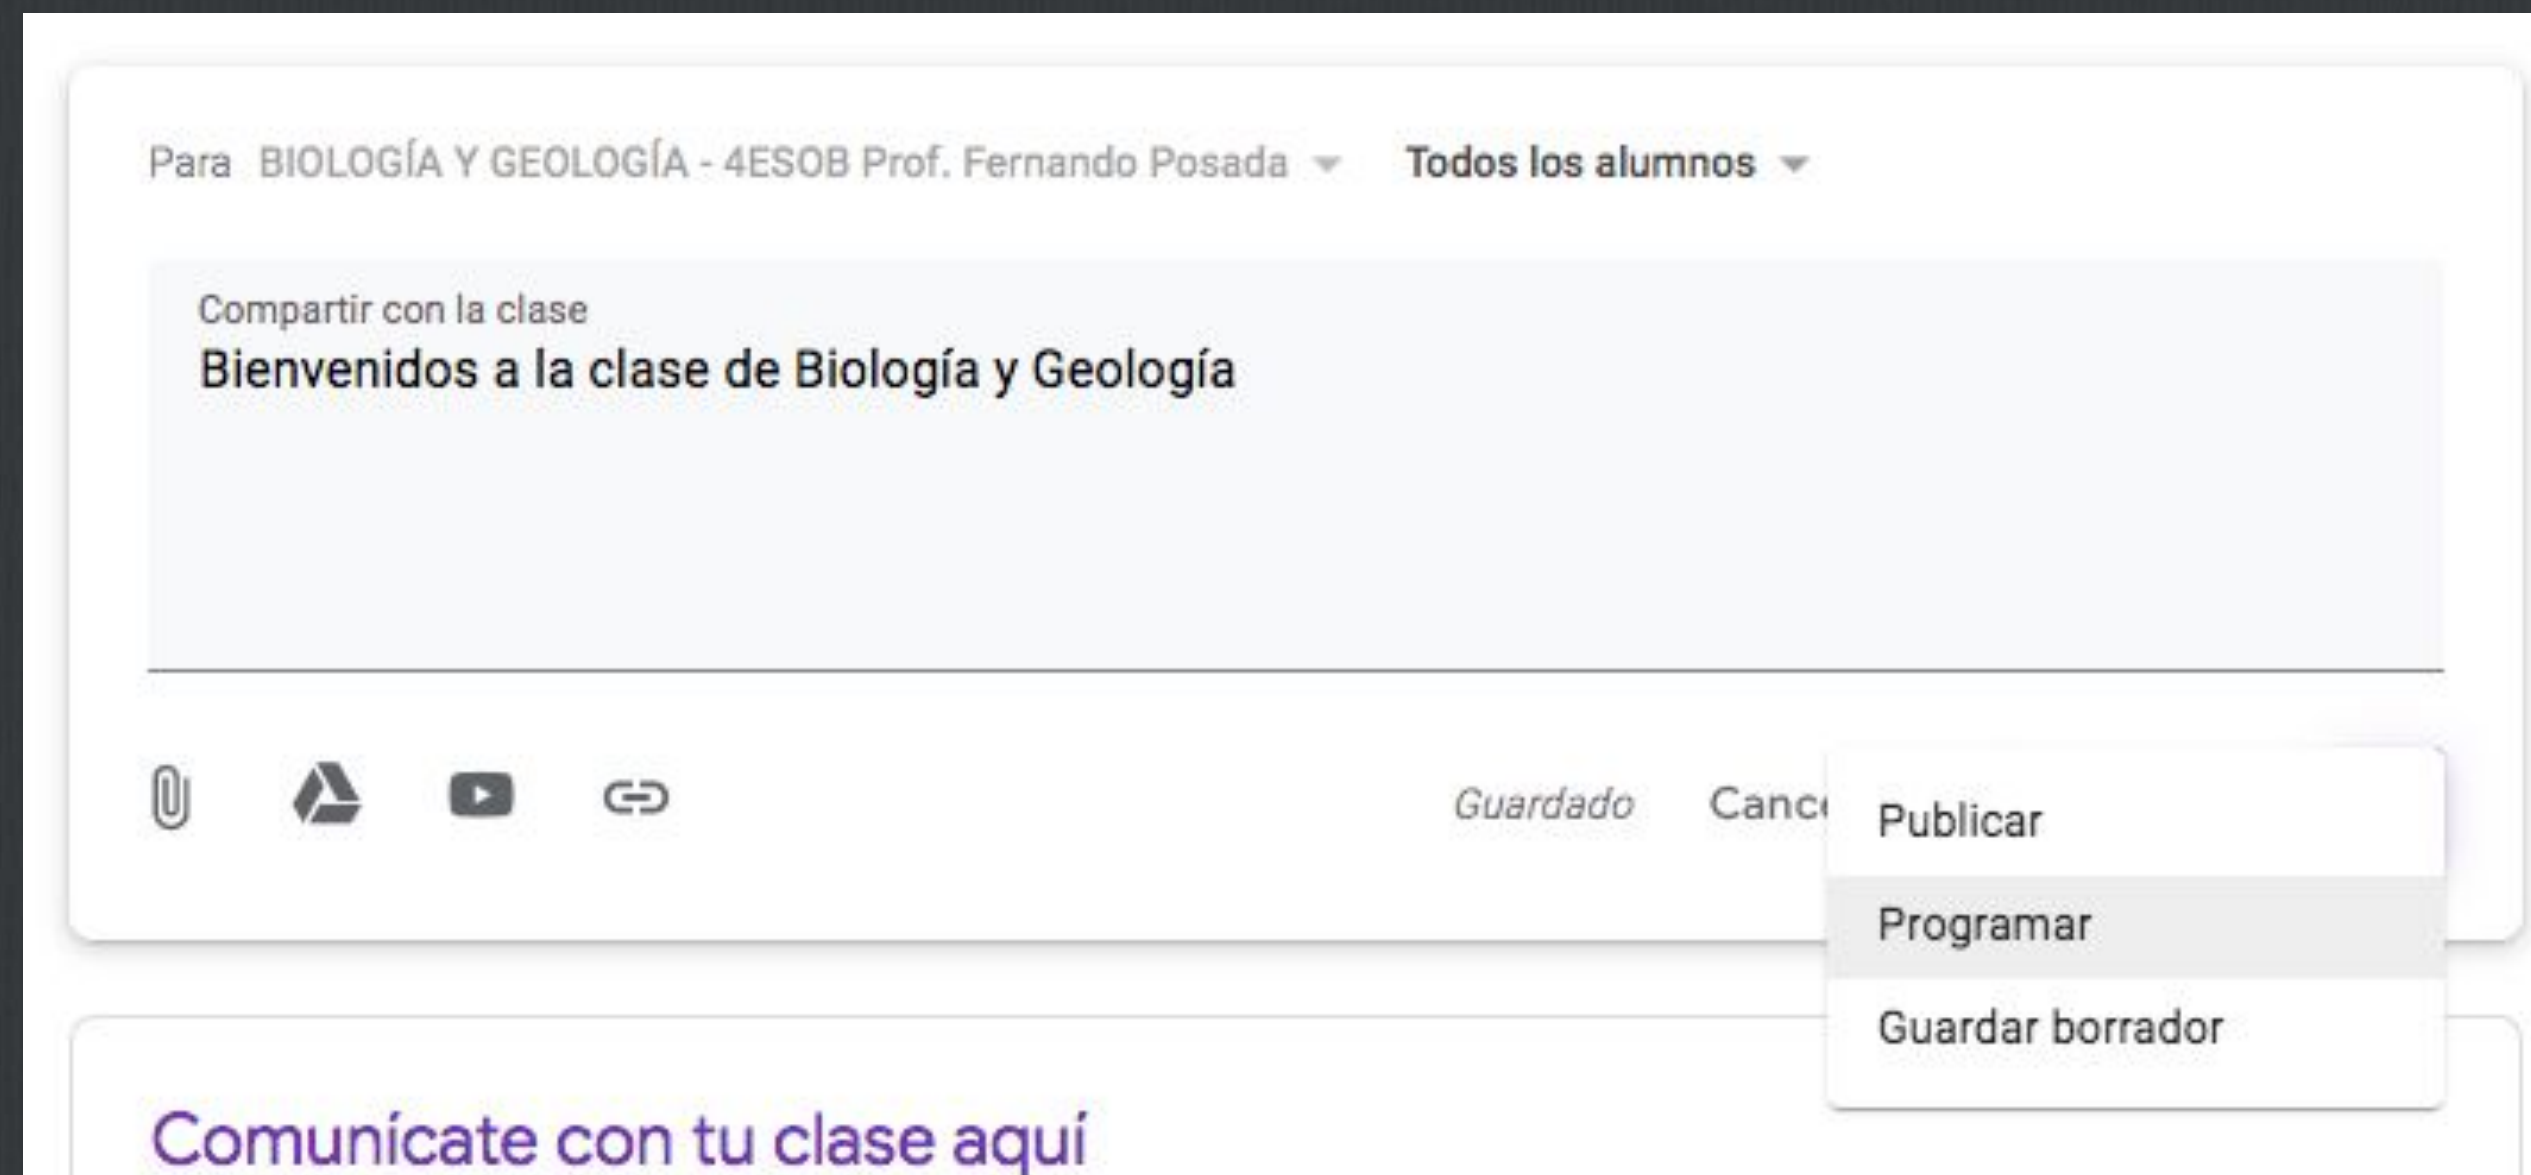 Para BIOLOGÍA Y GEOLOGÍA - 4ESOB Prof. Fernando Posada Todos los alumnos
Compartir con la clase
Bienvenidos a la clase de Biología y Geología
Guardado Cance
Publicar
Programar
Guardar borrador
Comunícate con tu clase aquí